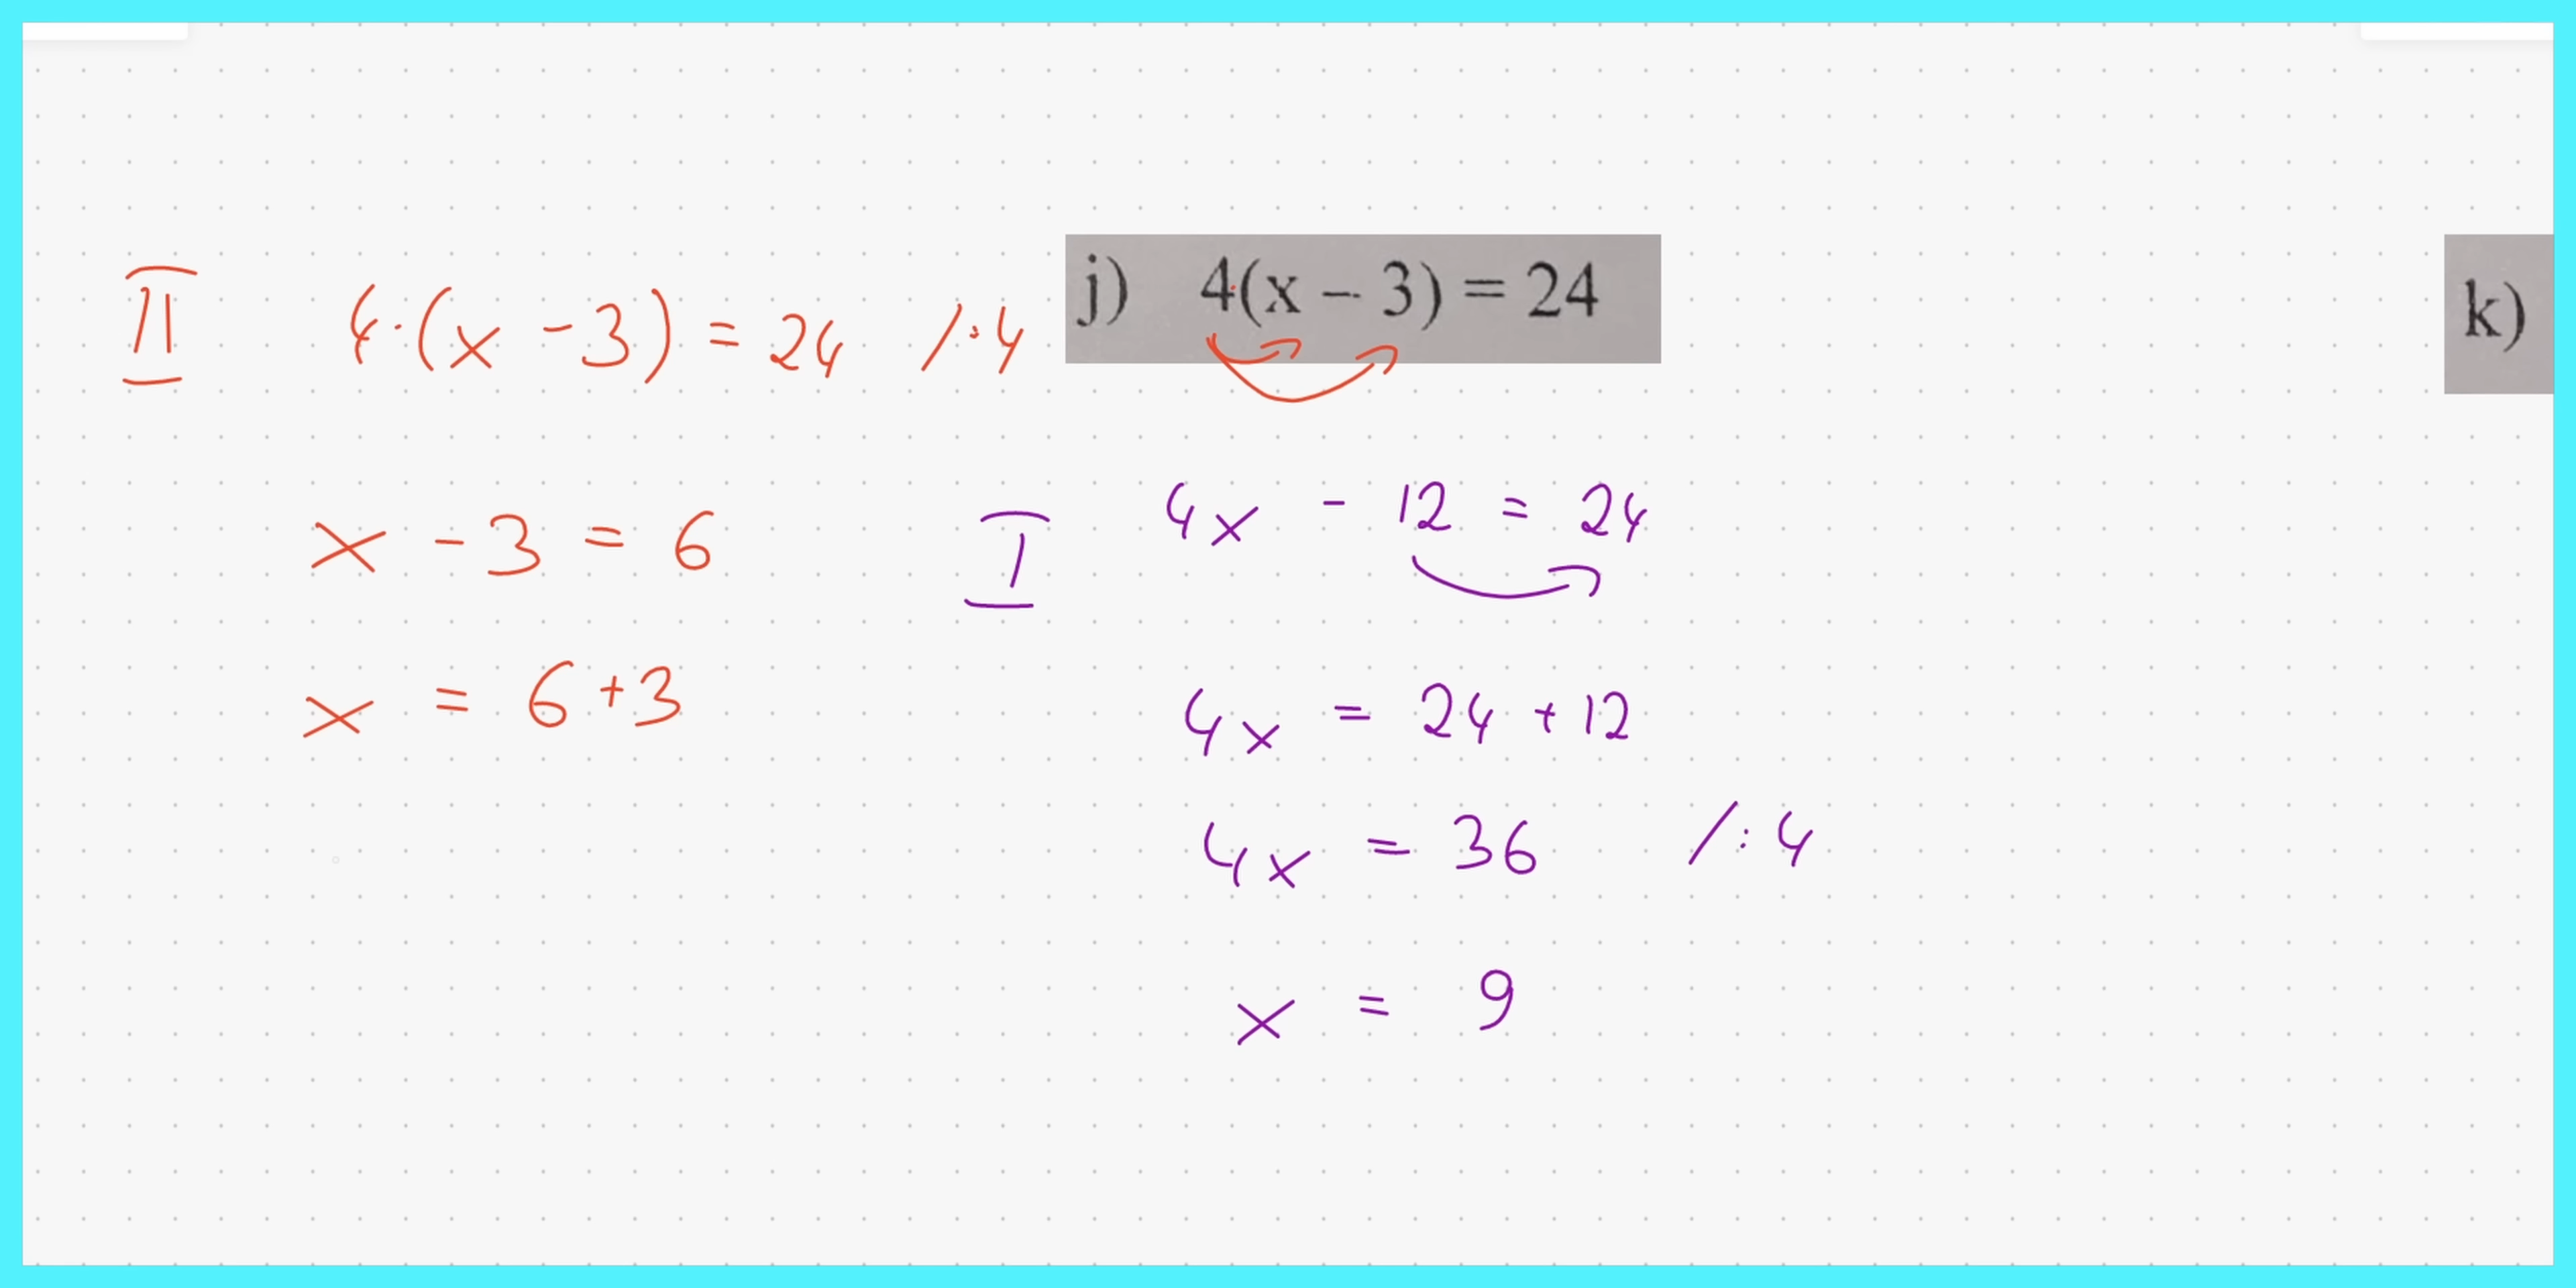 j) 4(x – 3) = 24
k)
II 4·(x -3) = 24 /:4
x -3 = 6
x = 6+3
I 4x - 12 = 24
4x = 24 + 12
4x = 36 /: 4
x = 9